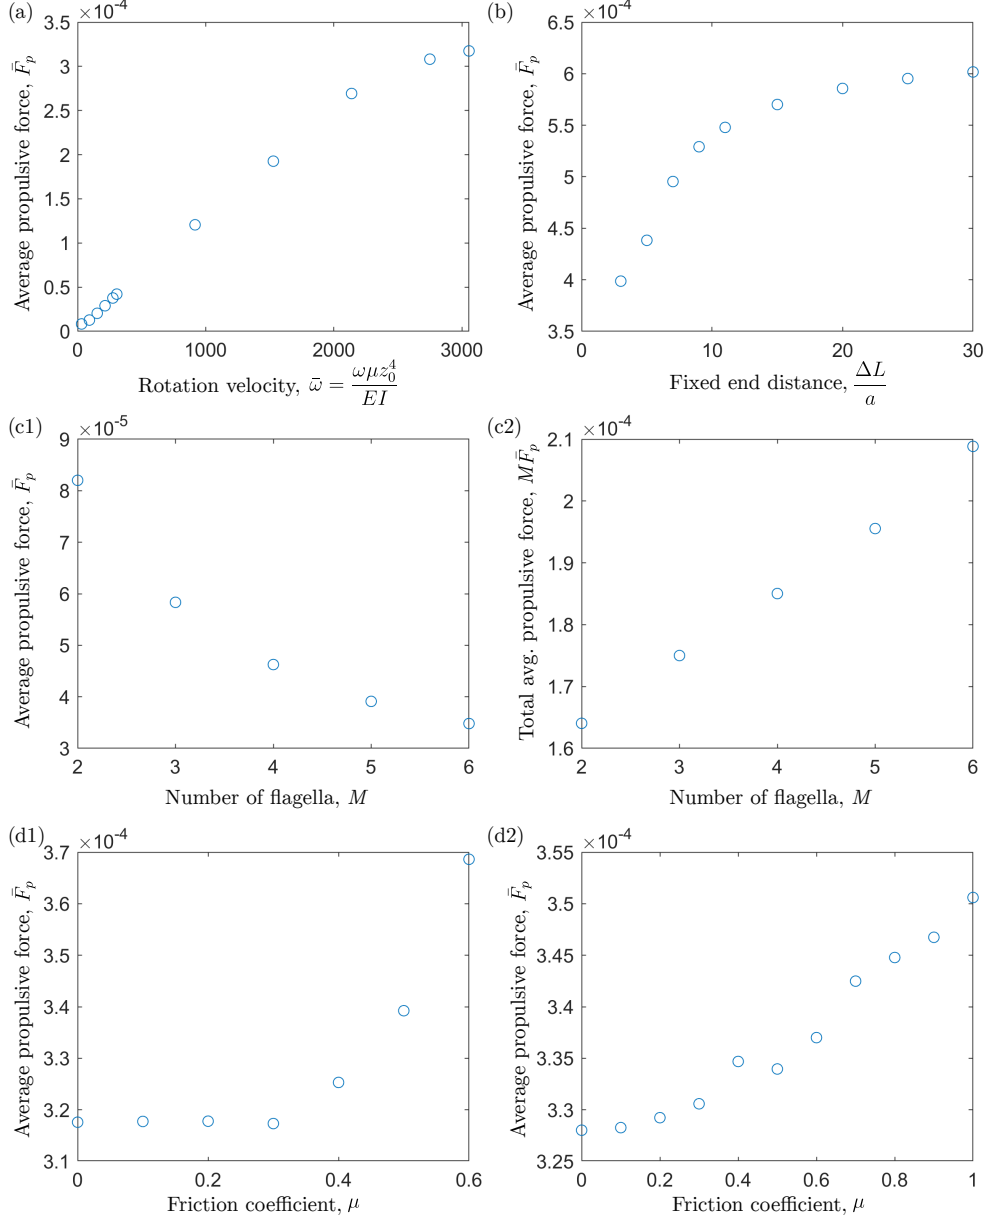 (a)
×10⁻⁴
3.5
3
2.5
2
1.5
1
0.5
0
0 1000 2000 3000
Average propulsive force, F̄ₚ
Rotation velocity, ω̄ = ωμz₀⁴ / EI
(b)
×10⁻⁴
6.5
6
5.5
5
4.5
4
3.5
0 10 20 30
Average propulsive force, F̄ₚ
Fixed end distance, ΔL / a
(c1)
×10⁻⁵
9
8
7
6
5
4
3
2 3 4 5 6
Average propulsive force, F̄ₚ
Number of flagella, M
(c2)
×10⁻⁴
2.1
2
1.9
1.8
1.7
1.6
2 3 4 5 6
Total avg. propulsive force, MF̄ₚ
Number of flagella, M
(d1)
×10⁻⁴
3.7
3.6
3.5
3.4
3.3
3.2
3.1
0 0.2 0.4 0.6
Average propulsive force, F̄ₚ
Friction coefficient, μ
(d2)
×10⁻⁴
3.55
3.5
3.45
3.4
3.35
3.3
3.25
0 0.2 0.4 0.6 0.8 1
Average propulsive force, F̄ₚ
Friction coefficient, μ